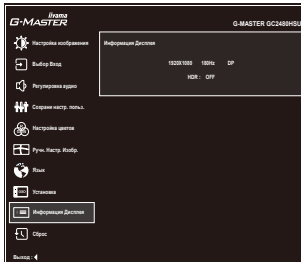 iiyama
G-MASTER
G-MASTER GC2480HSU
Настройка изображения
Информация Дисплея
1920X1080 180Hz DP
HDR : OFF
Выбор Вход
Регулировка аудио
Сохрани настр. польз.
Настройка цветов
Ручн. Настр. Изобр.
Язык
OSD
Установка
Информация Дисплея
Сброс
Выход :